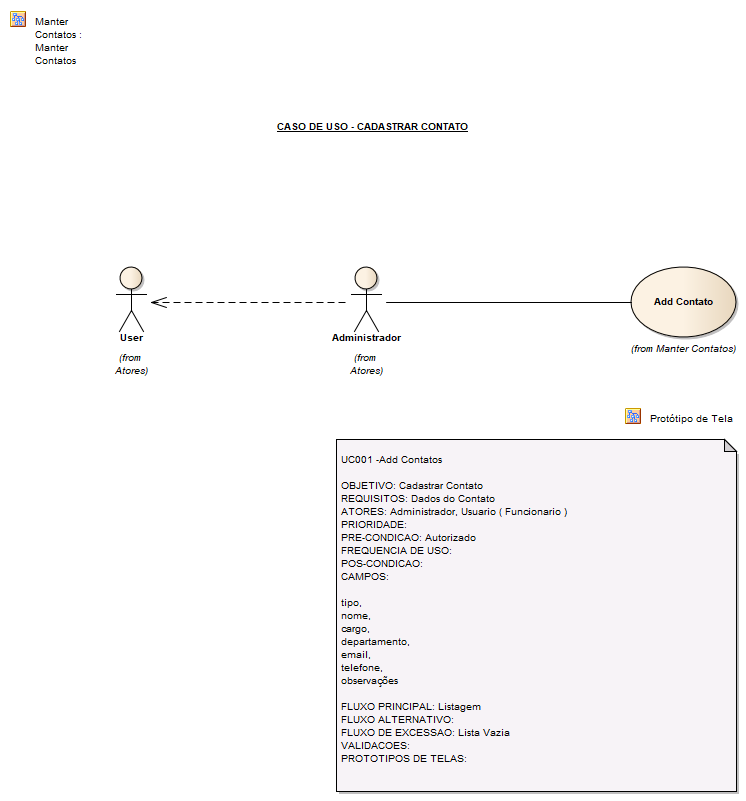 Manter
Contatos :
Manter
Contatos
CASO DE USO - CADASTRAR CONTATO
User
(from
Atores)
Administrador
(from
Atores)
Add Contato
(from Manter Contatos)
Protótipo de Tela
UC001 -Add Contatos
OBJETIVO: Cadastrar Contato
REQUISITOS: Dados do Contato
ATORES: Administrador, Usuario ( Funcionario )
PRIORIDADE:
PRE-CONDICAO: Autorizado
FREQUENCIA DE USO:
POS-CONDICAO:
CAMPOS:
tipo,
nome,
cargo,
departamento,
email,
telefone,
observações
FLUXO PRINCIPAL: Listagem
FLUXO ALTERNATIVO:
FLUXO DE EXCESSAO: Lista Vazia
VALIDACOES:
PROTOTIPOS DE TELAS: